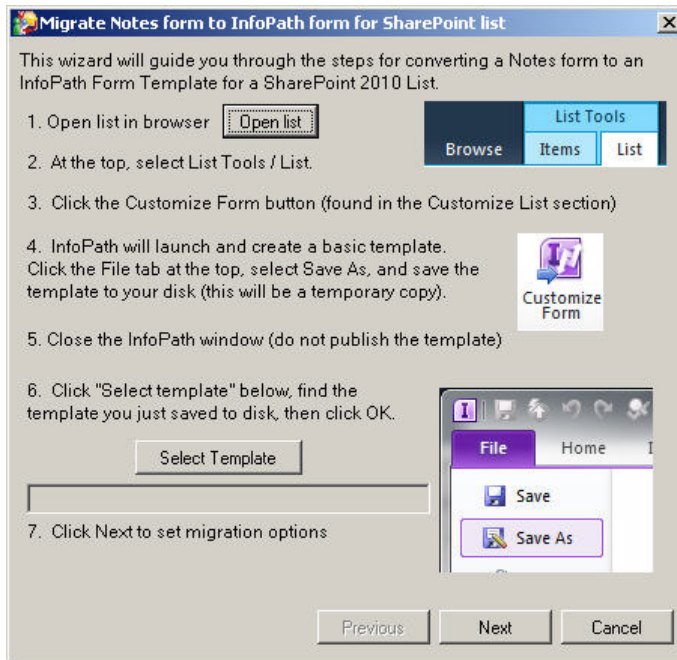 Migrate Notes form to InfoPath form for SharePoint list
This wizard will guide you through the steps for converting a Notes form to an
InfoPath Form Template for a SharePoint 2010 List.
1. Open list in browser
Open list
List Tools
Browse
Items
List
2. At the top, select List Tools / List.
3. Click the Customize Form button (found in the Customize List section)
4. InfoPath will launch and create a basic template.
Click the File tab at the top, select Save As, and save the
template to your disk (this will be a temporary copy).
Customize
Form
5. Close the InfoPath window (do not publish the template)
6. Click "Select template" below, find the
template you just saved to disk, then click OK.
Select Template
File
Home
I
Save
Save As
7. Click Next to set migration options
Previous
Next
Cancel